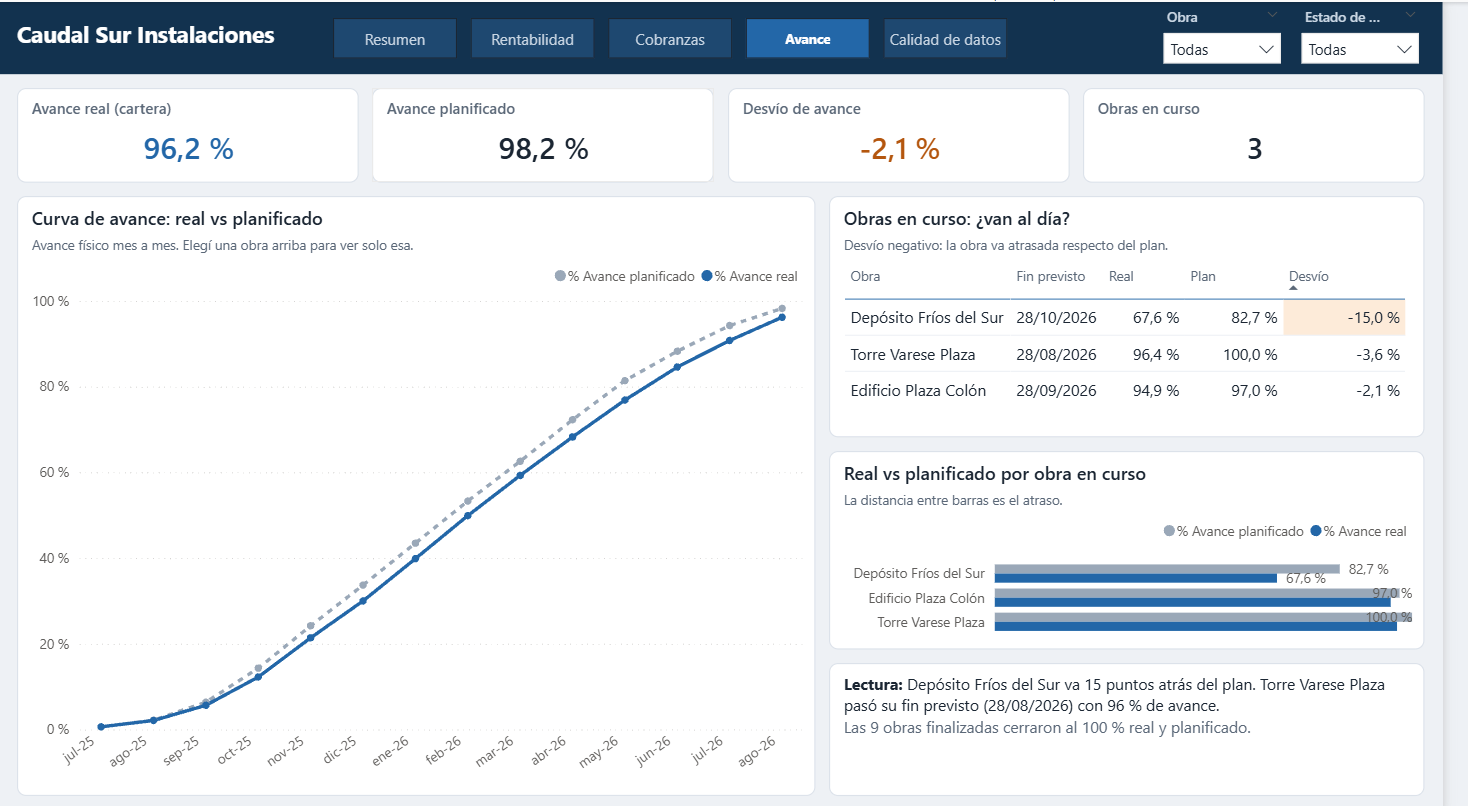 Caudal Sur Instalaciones
Resumen
Rentabilidad
Cobranzas
Avance
Calidad de datos
Obra
Todas
Estado de ...
Todas
Avance real (cartera)
96,2 %
Avance planificado
98,2 %
Desvío de avance
-2,1 %
Obras en curso
3
Curva de avance: real vs planificado
Avance físico mes a mes. Elegí una obra arriba para ver solo esa.
% Avance planificado % Avance real
100 %
80 %
60 %
40 %
20 %
0 %
jul-25 ago-25 sep-25 oct-25 nov-25 dic-25 ene-26 feb-26 mar-26 abr-26 may-26 jun-26 jul-26 ago-26
Obras en curso: ¿van al día?
Desvío negativo: la obra va atrasada respecto del plan.
Obra Fin previsto Real Plan Desvío
Depósito Fríos del Sur 28/10/2026 67,6 % 82,7 % -15,0 %
Torre Varese Plaza 28/08/2026 96,4 % 100,0 % -3,6 %
Edificio Plaza Colón 28/09/2026 94,9 % 97,0 % -2,1 %
Real vs planificado por obra en curso
La distancia entre barras es el atraso.
% Avance planificado % Avance real
Depósito Fríos del Sur 82,7 %
67,6 %
Edificio Plaza Colón 97,0 %
Torre Varese Plaza 100,0 %
Lectura: Depósito Fríos del Sur va 15 puntos atrás del plan. Torre Varese Plaza
pasó su fin previsto (28/08/2026) con 96 % de avance.
Las 9 obras finalizadas cerraron al 100 % real y planificado.